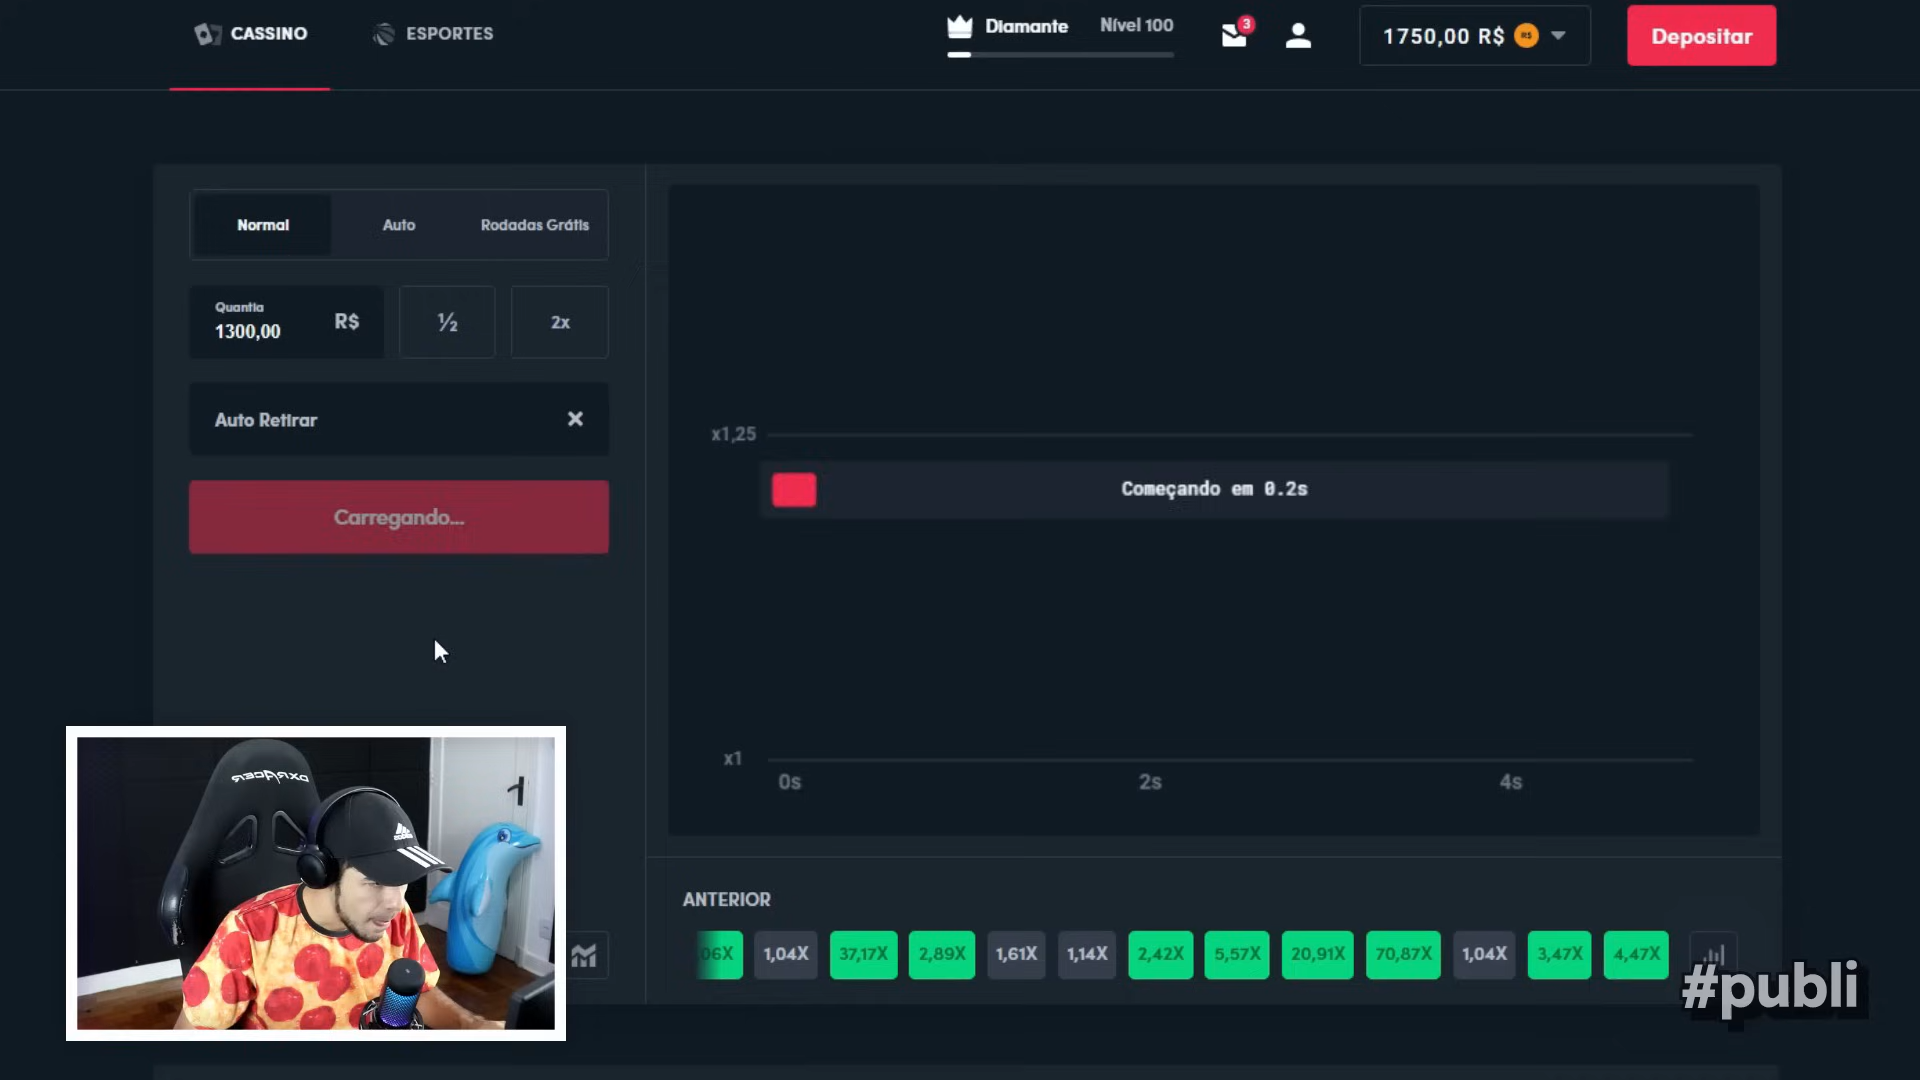 CASSINO
ESPORTES
Diamante
Nível 100
3
1750,00 R$
R$
Depositar
Normal
Auto
Rodadas Grátis
Quantia
1300,00
R$
½
2x
Auto Retirar
Carregando...
x1,25
Começando em 0.2s
x1
0s
2s
4s
DXRACER
adidas
ANTERIOR
06X
1,04X
37,17X
2,89X
1,61X
1,14X
2,42X
5,57X
20,91X
70,87X
1,04X
3,47X
4,47X
#publi